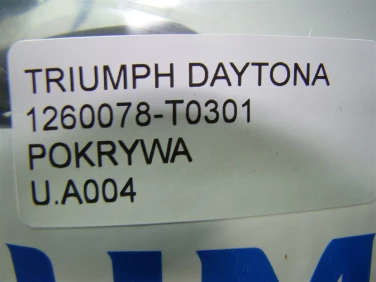 TRIUMPH DAYTONA
1260078-T0301
POKRYWA
U.A004